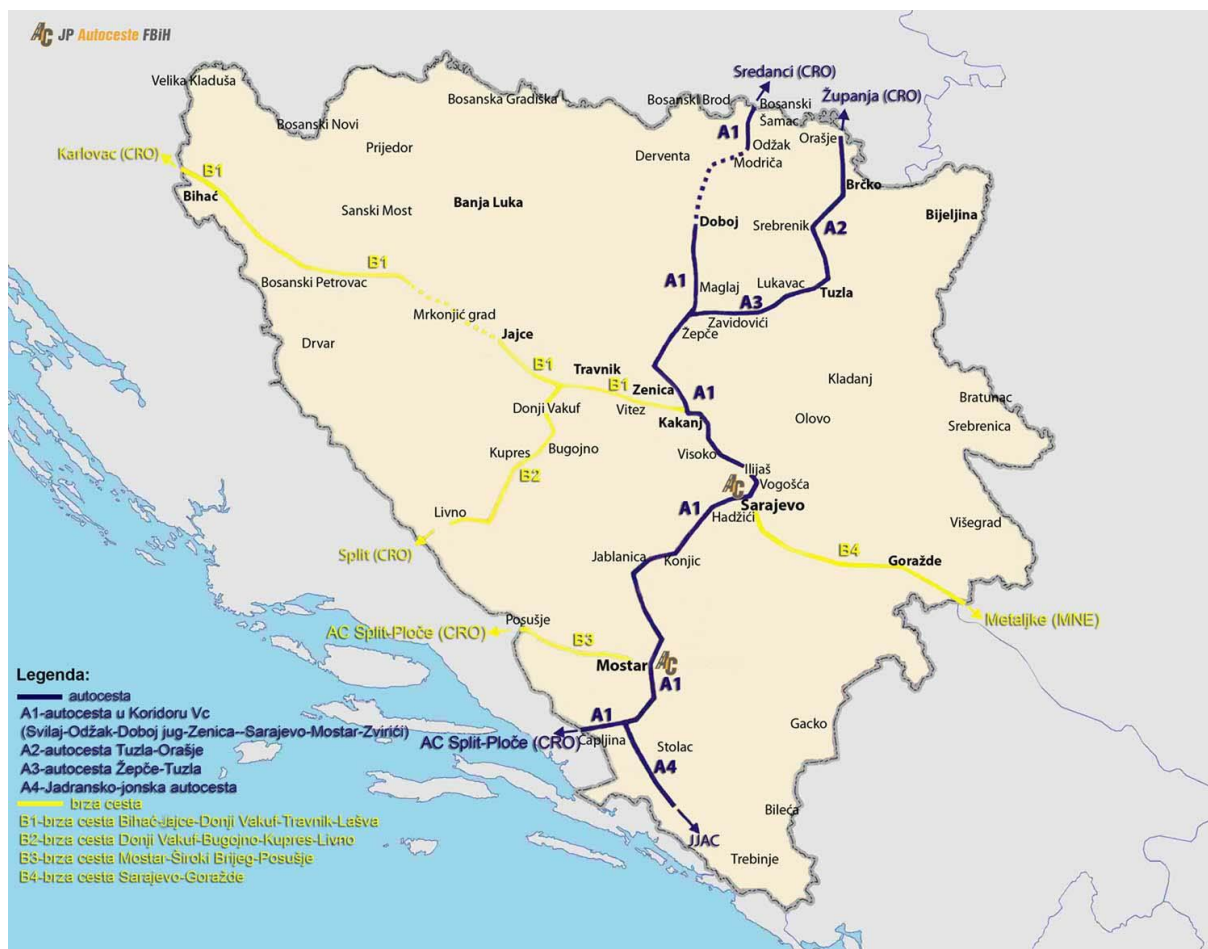 AC JP Autoceste FBiH
Sredanci (CRO)
Velika Kladuša
Županja (CRO)
Bosanska Gradiška
Bosanski Brod
Bosanski
Šamac
Bosanski Novi
A1
Orašje
Odžak
Prijedor
Karlovac (CRO)
Derventa
Modriča
B1
Brčko
Bihać
Banja Luka
Sanski Most
Bijeljina
Doboj
Srebrenik
A2
B1
Bosanski Petrovac
A1
Maglaj
Lukavac
Tuzla
A3
Mrkonjić grad
Zavidovići
Jajce
Žepče
Drvar
B1
Travnik
Kladanj
B1
Zenica
A1
Bratunac
Donji Vakuf
Vitez
Kakanj
Olovo
Srebrenica
Kupres
Bugojno
Visoko
Ilijaš
B2
AC
Vogošća
Sarajevo
Livno
A1
Hadžići
Višegrad
Split (CRO)
Jablanica
Konjic
B4
Goražde
Posušje
Metaljke (MNE)
AC Split-Ploče (CRO)
B3
Mostar
AC
A1
A1
Gacko
AC Split-Ploče (CRO)
Čapljina
Stolac
A4
Bileća
JJAC
Trebinje
Legenda:
autocesta
A1-autocesta u Koridoru Vc
(Svilaj-Odžak-Doboj jug-Zenica--Sarajevo-Mostar-Zvirići)
A2-autocesta Tuzla-Orašje
A3-autocesta Žepče-Tuzla
A4-Jadransko-jonska autocesta
brza cesta
B1-brza cesta Bihać-Jajce-Donji Vakuf-Travnik-Lašva
B2-brza cesta Donji Vakuf-Bugojno-Kupres-Livno
B3-brza cesta Mostar-Široki Brijeg-Posušje
B4-brza cesta Sarajevo-Goražde